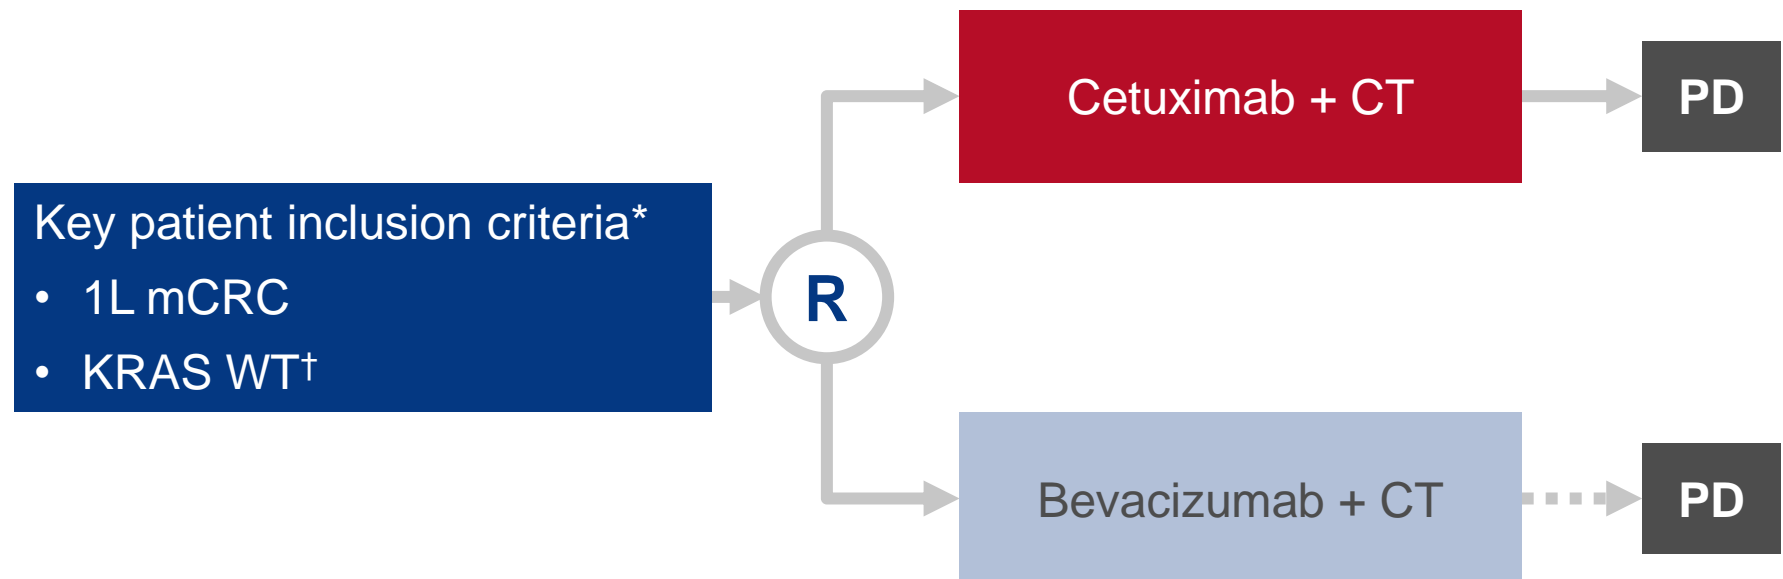 Key patient inclusion criteria*
• 1L mCRC
• KRAS WT†
R
Cetuximab + CT
PD
Bevacizumab + CT
PD